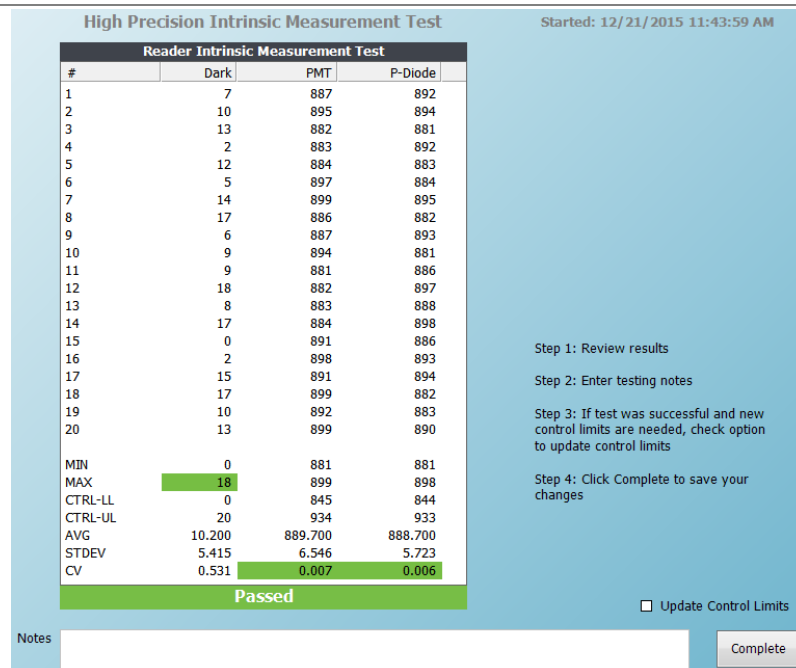 High Precision Intrinsic Measurement Test Started: 12/21/2015 11:43:59 AM
Reader Intrinsic Measurement Test
# Dark PMT P-Diode
1 7 887 892
2 10 895 894
3 13 882 881
4 2 883 892
5 12 884 883
6 5 897 884
7 14 899 895
8 17 886 882
9 6 887 893
10 9 894 881
11 9 881 886
12 18 882 897
13 8 883 888
14 17 884 898
15 0 891 886
16 2 898 893
17 15 891 894
18 17 899 882
19 10 892 883
20 13 899 890
MIN 0 881 881
MAX 18 899 898
CTRL-LL 0 845 844
CTRL-UL 20 934 933
AVG 10.200 889.700 888.700
STDEV 5.415 6.546 5.723
CV 0.531 0.007 0.006
Passed
Step 1: Review results
Step 2: Enter testing notes
Step 3: If test was successful and new
control limits are needed, check option
to update control limits
Step 4: Click Complete to save your
changes
Update Control Limits
Notes
Complete